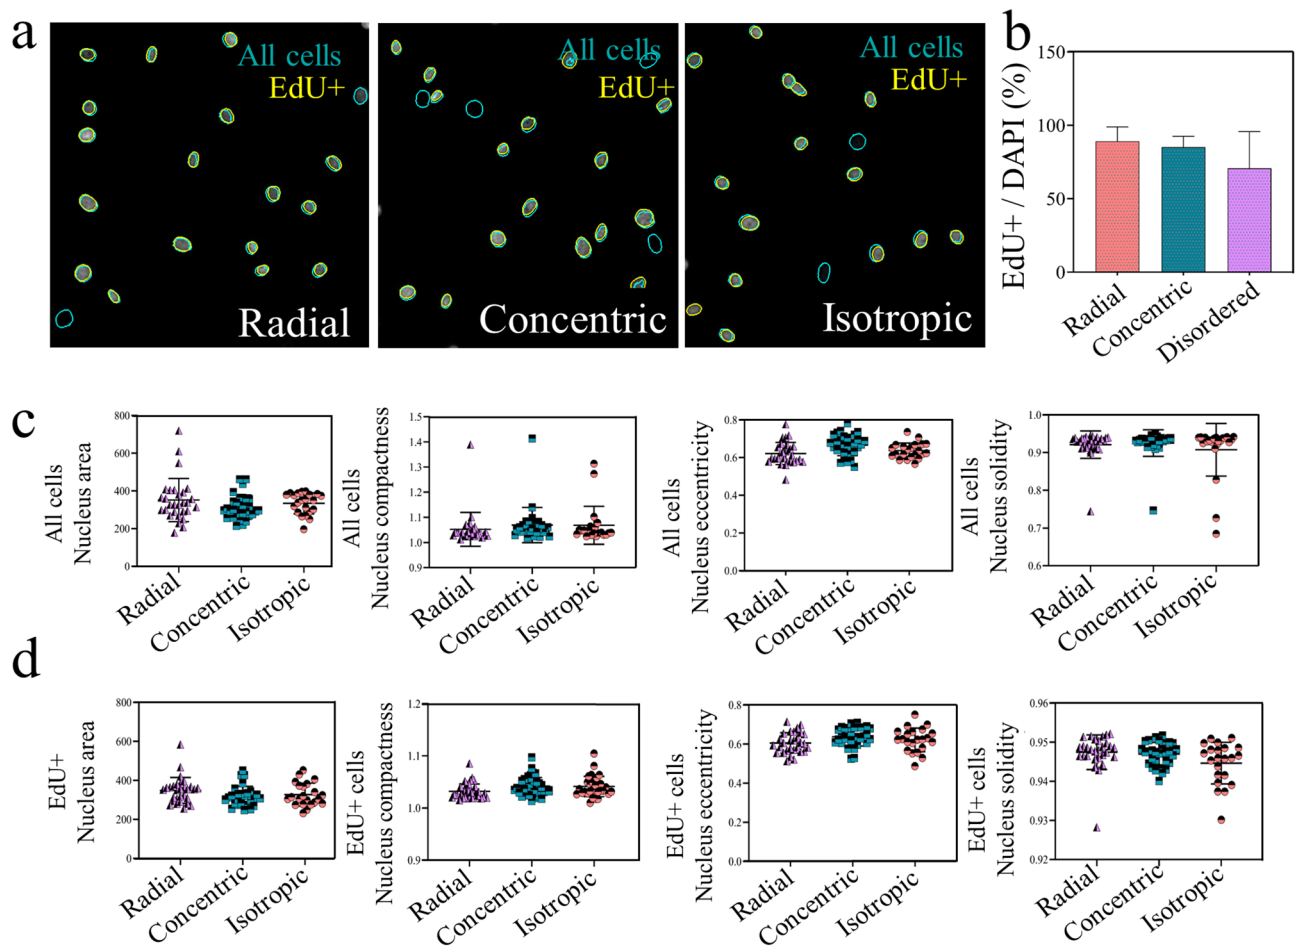 a
All cells
EdU+
Radial
All cells
EdU+
Concentric
All cells
EdU+
Isotropic
b
EdU+ / DAPI (%)
150
100
50
0
Radial
Concentric
Disordered
c
All cells
Nucleus area
800
600
400
200
0
Radial
Concentric
Isotropic
All cells
Nucleus compactness
1.5
1.4
1.3
1.2
1.1
1.0
0.9
Radial
Concentric
Isotropic
All cells
Nucleus eccentricity
0.8
0.6
0.4
0.2
0.0
Radial
Concentric
Isotropic
All cells
Nucleus solidity
1.0
0.9
0.8
0.7
0.6
Radial
Concentric
Isotropic
d
EdU+
Nucleus area
800
600
400
200
0
Radial
Concentric
Isotropic
EdU+ cells
Nucleus compactness
1.2
1.1
1.0
0.9
Radial
Concentric
Isotropic
EdU+ cells
Nucleus eccentricity
0.8
0.6
0.4
0.2
0.0
Radial
Concentric
Isotropic
EdU+ cells
Nucleus solidity
0.96
0.95
0.94
0.93
0.92
Radial
Concentric
Isotropic